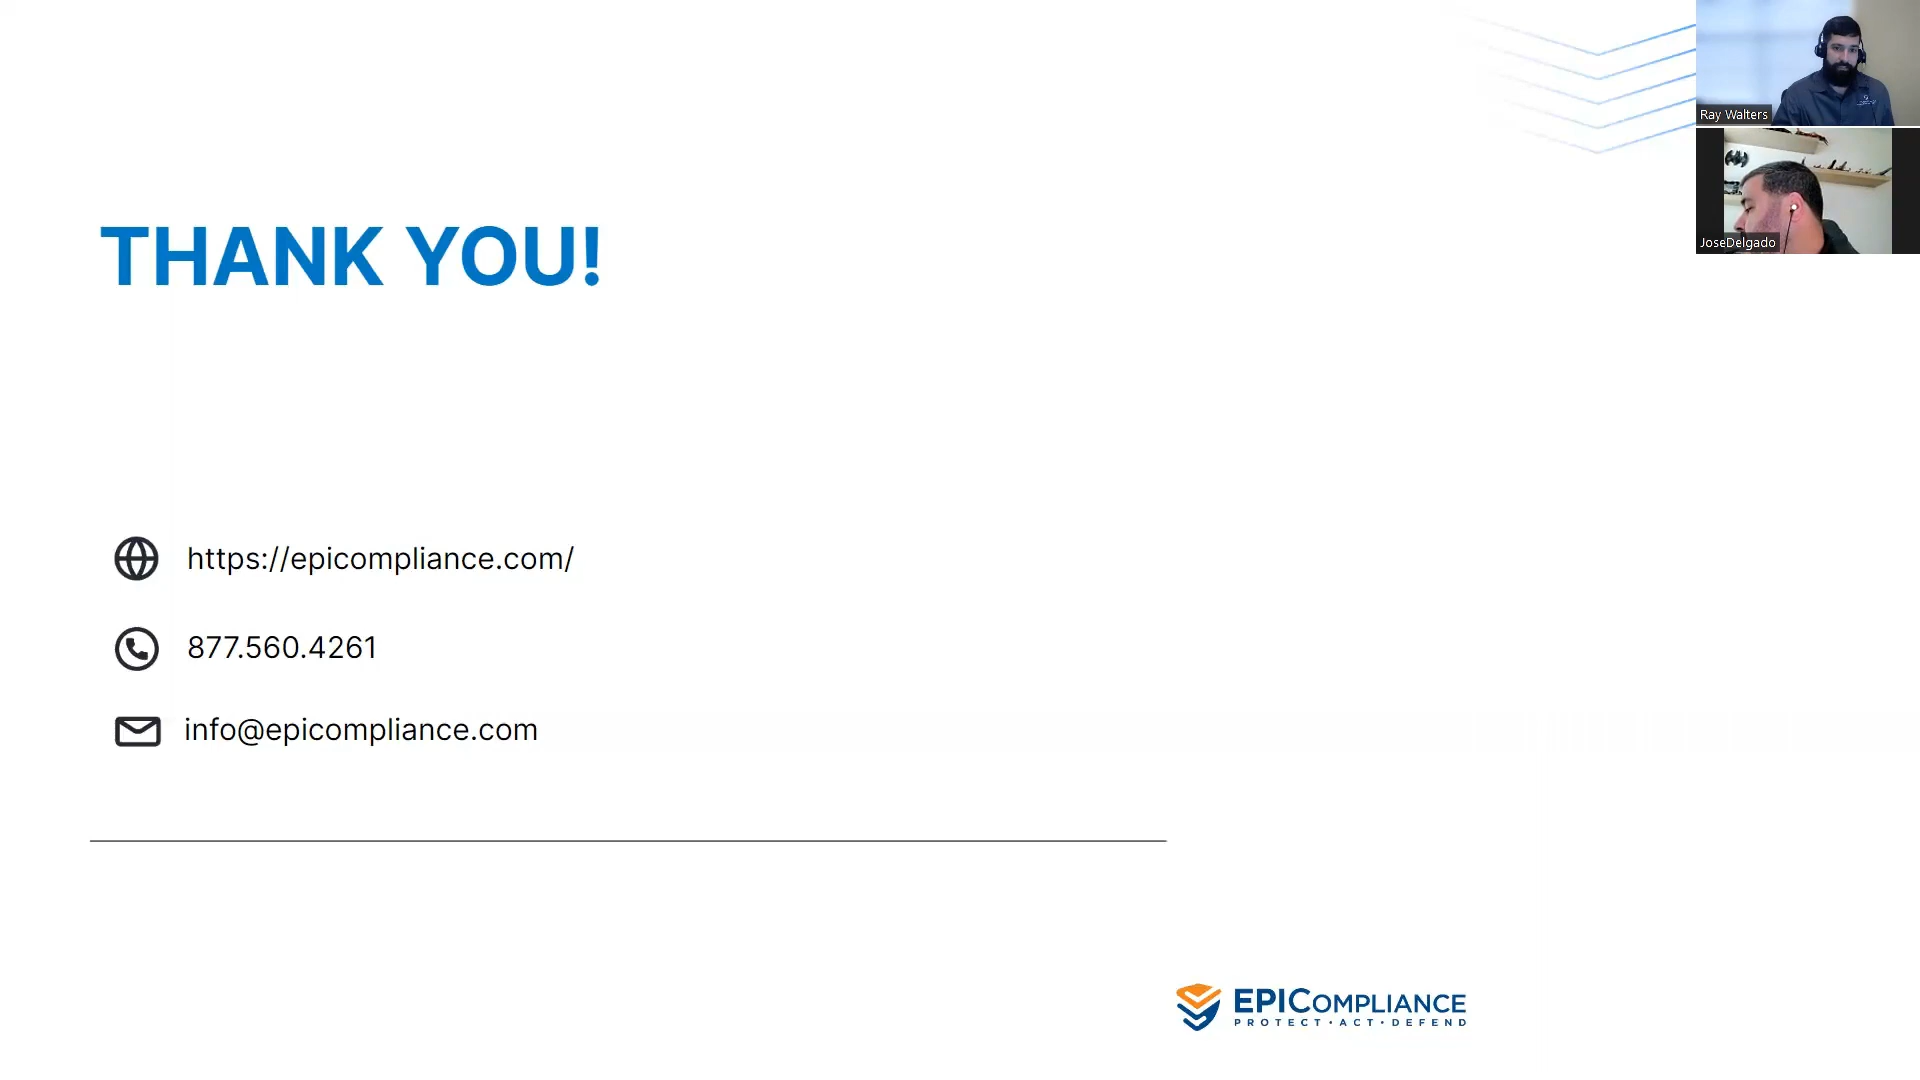 THANK YOU!
https://epicompliance.com/
877.560.4261
info@epicompliance.com
EPICOMPLIANCE
PROTECT · ACT · DEFEND
Ray Walters
JoseDelgado